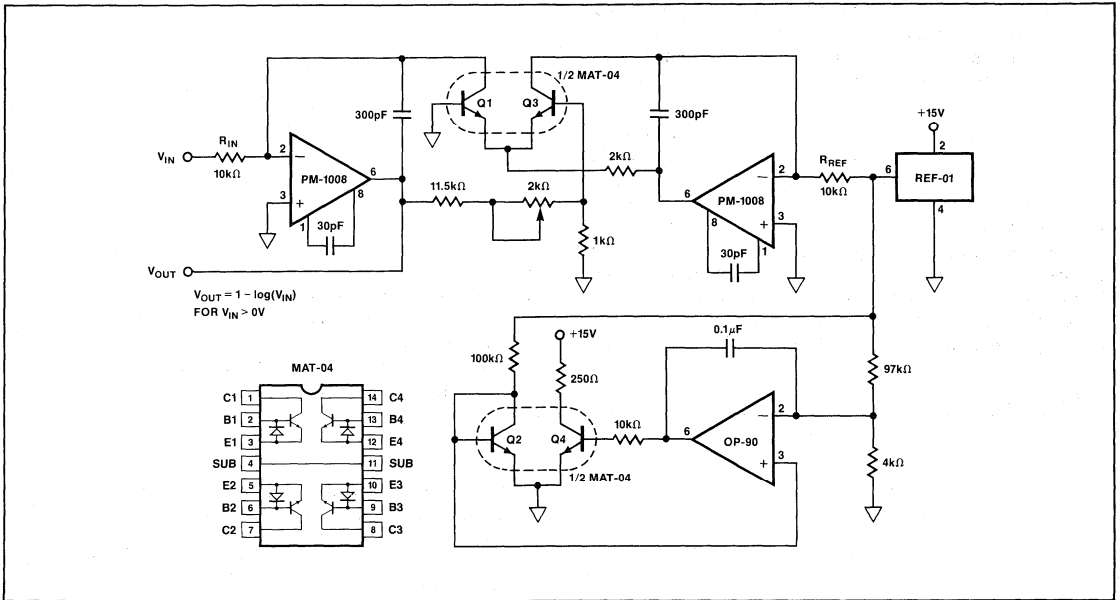 1/2 MAT-04
Q1
Q3
300pF
300pF
+15V
2
V_IN
R_IN
10kΩ
2
−
PM-1008
6
8
3
+
1
30pF
11.5kΩ
2kΩ
2kΩ
1kΩ
6
PM-1008
−
2
8
+
3
1
30pF
R_REF
10kΩ
6
REF-01
4
V_OUT
V_OUT = 1 - log(V_IN)
FOR V_IN > 0V
+15V
0.1µF
100kΩ
250Ω
97kΩ
Q2
Q4
10kΩ
6
OP-90
−
2
+
3
4kΩ
1/2 MAT-04
MAT-04
C1 1 14 C4
B1 2 13 B4
E1 3 12 E4
SUB 4 11 SUB
E2 5 10 E3
B2 6 9 B3
C2 7 8 C3